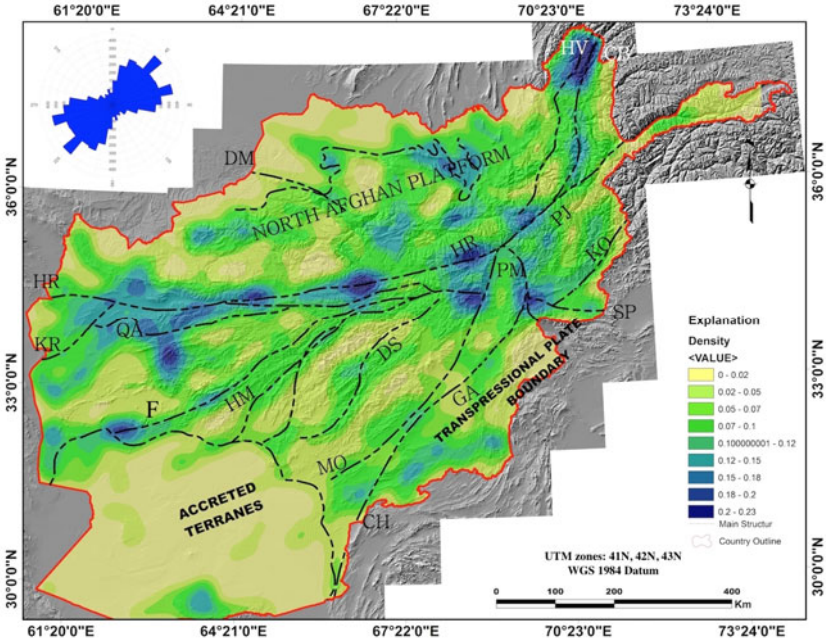 61°20'0"E 64°21'0"E 67°22'0"E 70°23'0"E 73°24'0"E
HV
DM
36°0'0"N
36°0'0"N
NORTH AFGHAN PLATFORM
PJ
HR
KO
PM
HR
SP
QA
KR
DS
TRANSPRESSIONAL PLATE
BOUNDARY
33°0'0"N
33°0'0"N
HM
GA
F
MO
ACCRETED
TERRANES
CH
30°0'0"N
30°0'0"N
Explanation
Density
<VALUE>
0 - 0.02
0.02 - 0.05
0.05 - 0.07
0.07 - 0.1
0.100000001 - 0.12
0.12 - 0.15
0.15 - 0.18
0.18 - 0.2
0.2 - 0.23
Main Structur
Country Outline
UTM zones: 41N, 42N, 43N
WGS 1984 Datum
0 100 200 400
Km
61°20'0"E 64°21'0"E 67°22'0"E 70°23'0"E 73°24'0"E